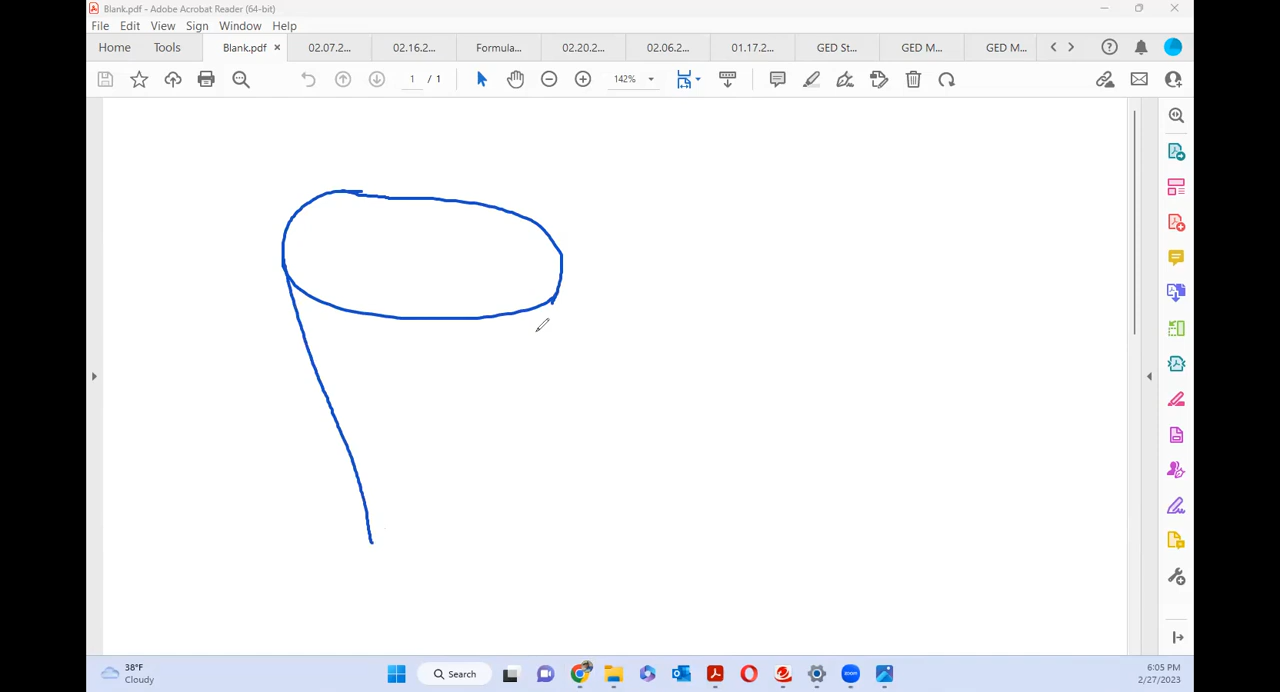 Blank.pdf - Adobe Acrobat Reader (64-bit)
File Edit View Sign Window Help
Home Tools Blank.pdf × 02.07.2... 02.16.2... Formula... 02.20.2... 02.06.2... 01.17.2... GED St... GED M... GED M...
1 / 1 142%
38°F
Cloudy
Search
zoom
6:05 PM
2/27/2023